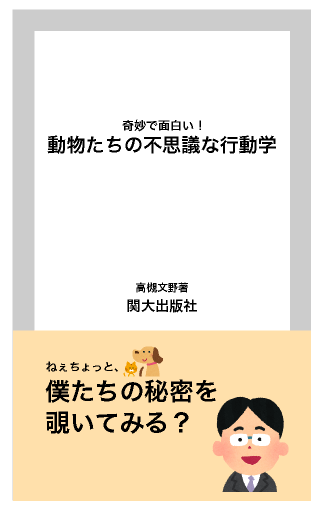 奇妙で面白い！
動物たちの不思議な行動学
高槻文野著
関大出版社
ねぇちょっと、
僕たちの秘密を
覗いてみる？